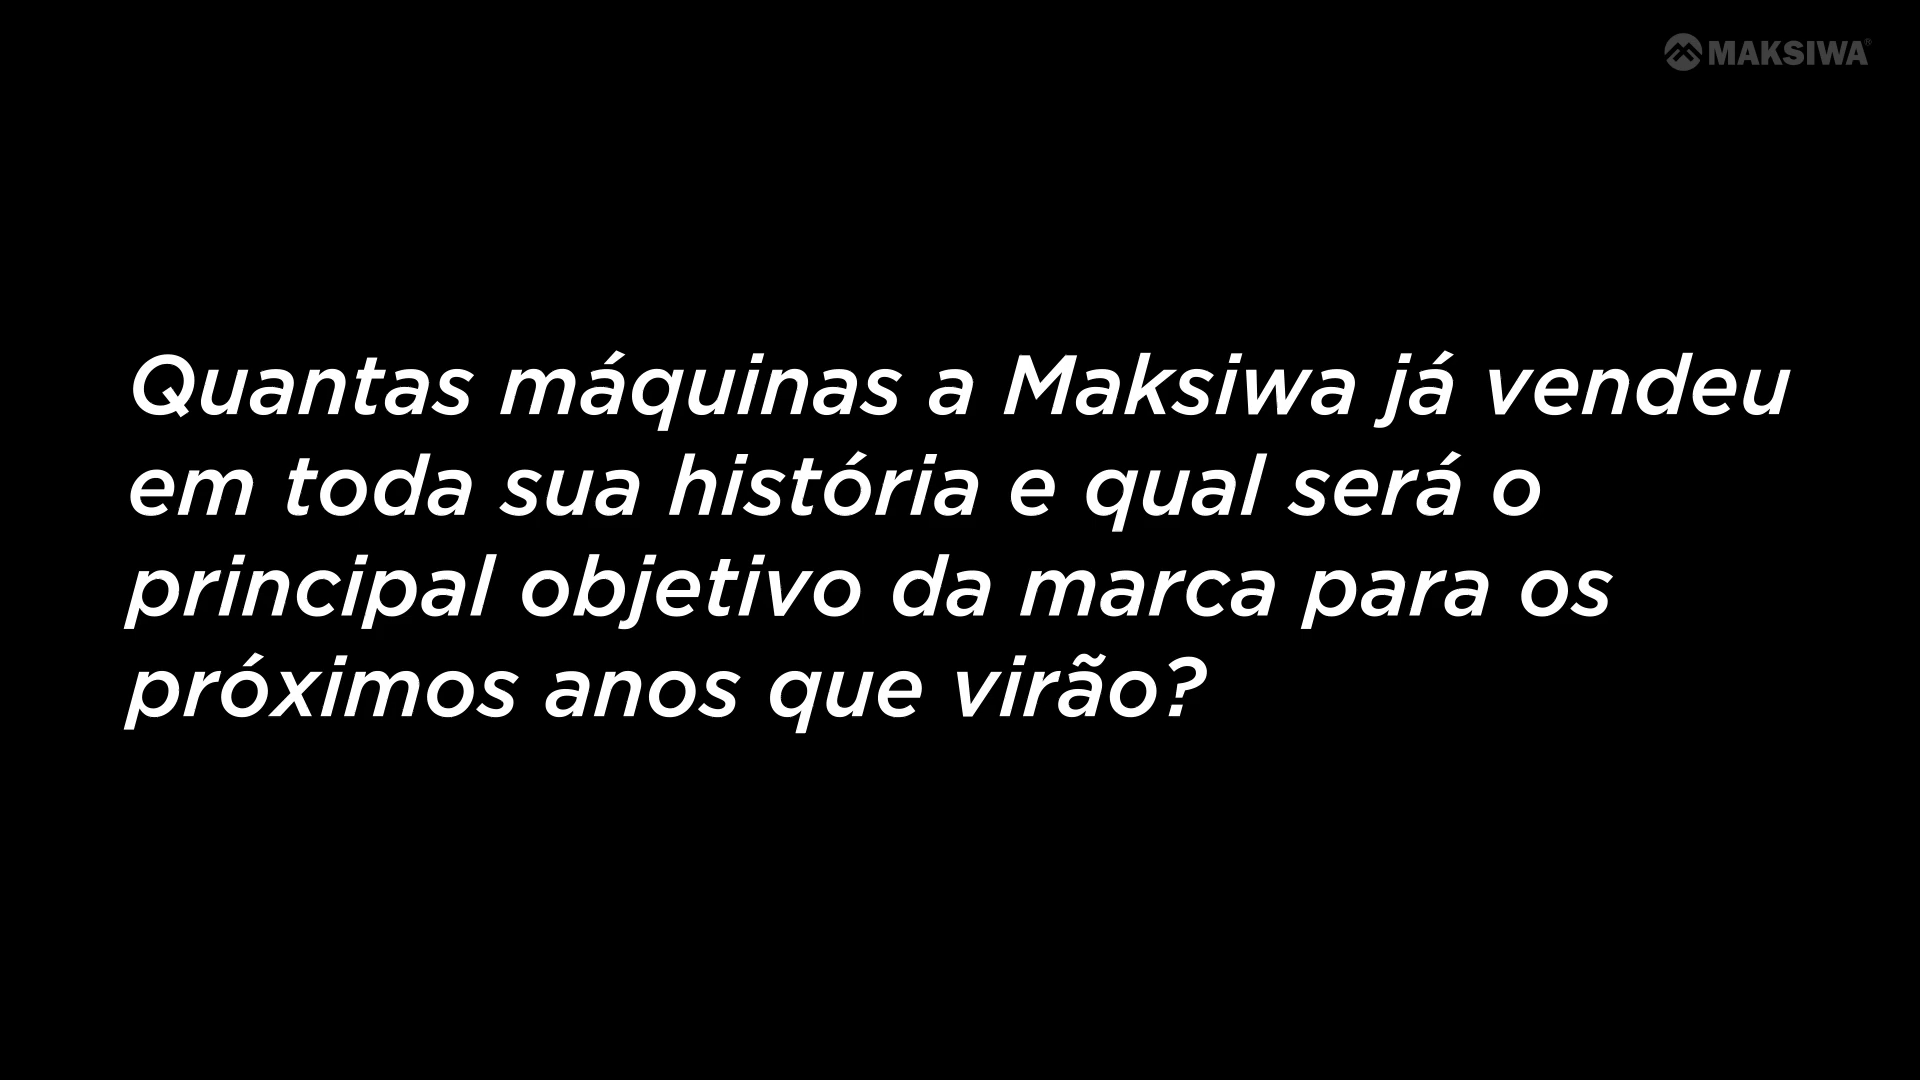 MAKSIWA®
Quantas máquinas a Maksiwa já vendeu
em toda sua história e qual será o
principal objetivo da marca para os
próximos anos que virão?